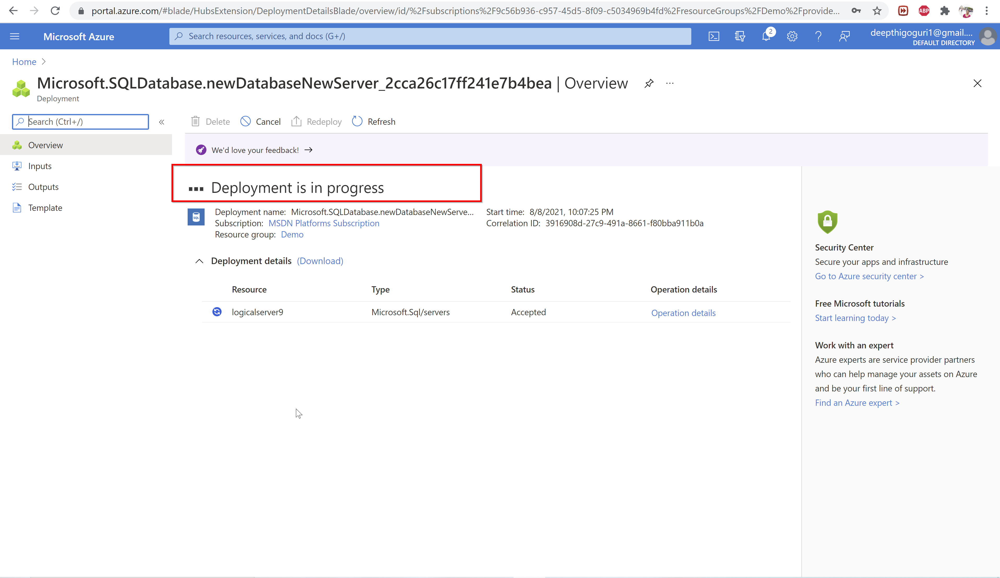 portal.azure.com/#blade/HubsExtension/DeploymentDetailsBlade/overview/id/%2Fsubscriptions%2F9c56b936-c957-45d5-8f09-c5034969b4fd%2FresourceGroups%2FDemo%2Fprovide...
ABP
Microsoft Azure
Search resources, services, and docs (G+/)
2
deepthigoguri1@gmail....
DEFAULT DIRECTORY
Home
Microsoft.SQLDatabase.newDatabaseNewServer_2cca26c17ff241e7b4bea | Overview
Deployment
Search (Ctrl+/)
Delete
Cancel
Redeploy
Refresh
Overview
Inputs
Outputs
Template
We'd love your feedback!
Deployment is in progress
SQL
Deployment name: Microsoft.SQLDatabase.newDatabaseNewServe...
Subscription: MSDN Platforms Subscription
Resource group: Demo
Start time: 8/8/2021, 10:07:25 PM
Correlation ID: 3916908d-27c9-491a-8661-f80bba911b0a
Deployment details (Download)
Resource Type Status Operation details
logicalserver9 Microsoft.Sql/servers Accepted Operation details
Security Center
Secure your apps and infrastructure
Go to Azure security center >
Free Microsoft tutorials
Start learning today >
Work with an expert
Azure experts are service provider partners
who can help manage your assets on Azure
and be your first line of support.
Find an Azure expert >